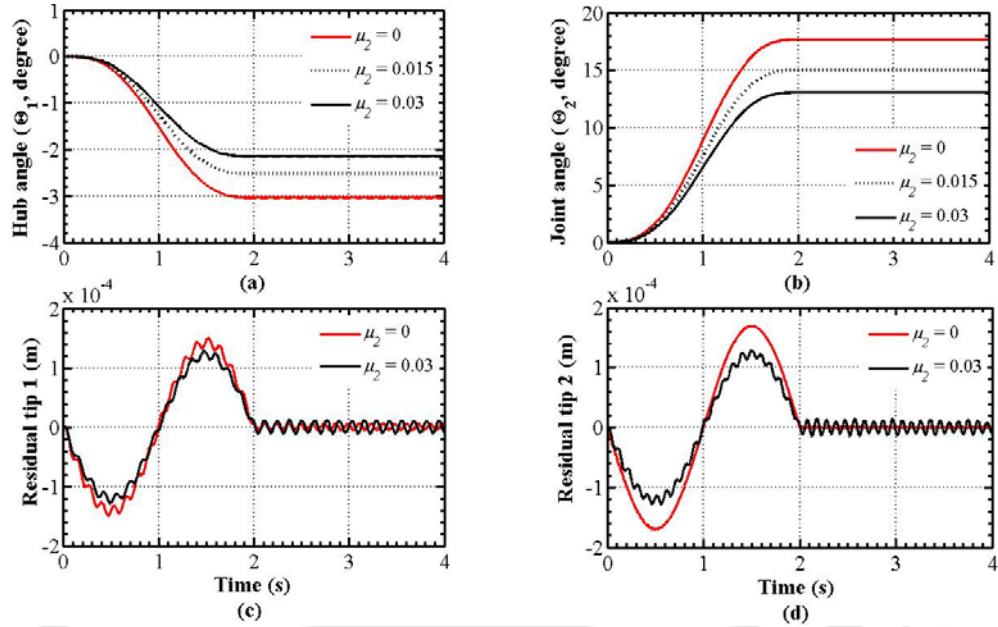 1
0
-1
-2
-3
-4
Hub angle (Θ1, degree)
μ2 = 0
μ2 = 0.015
μ2 = 0.03
0 1 2 3 4
(a)
20
15
10
5
0
Joint angle (Θ2, degree)
μ2 = 0
μ2 = 0.015
μ2 = 0.03
0 1 2 3 4
(b)
x 10-4
2
1
0
-1
-2
Residual tip 1 (m)
μ2 = 0
μ2 = 0.03
0 1 2 3 4
Time (s)
(c)
x 10-4
2
1
0
-1
-2
Residual tip 2 (m)
μ2 = 0
μ2 = 0.03
0 1 2 3 4
Time (s)
(d)